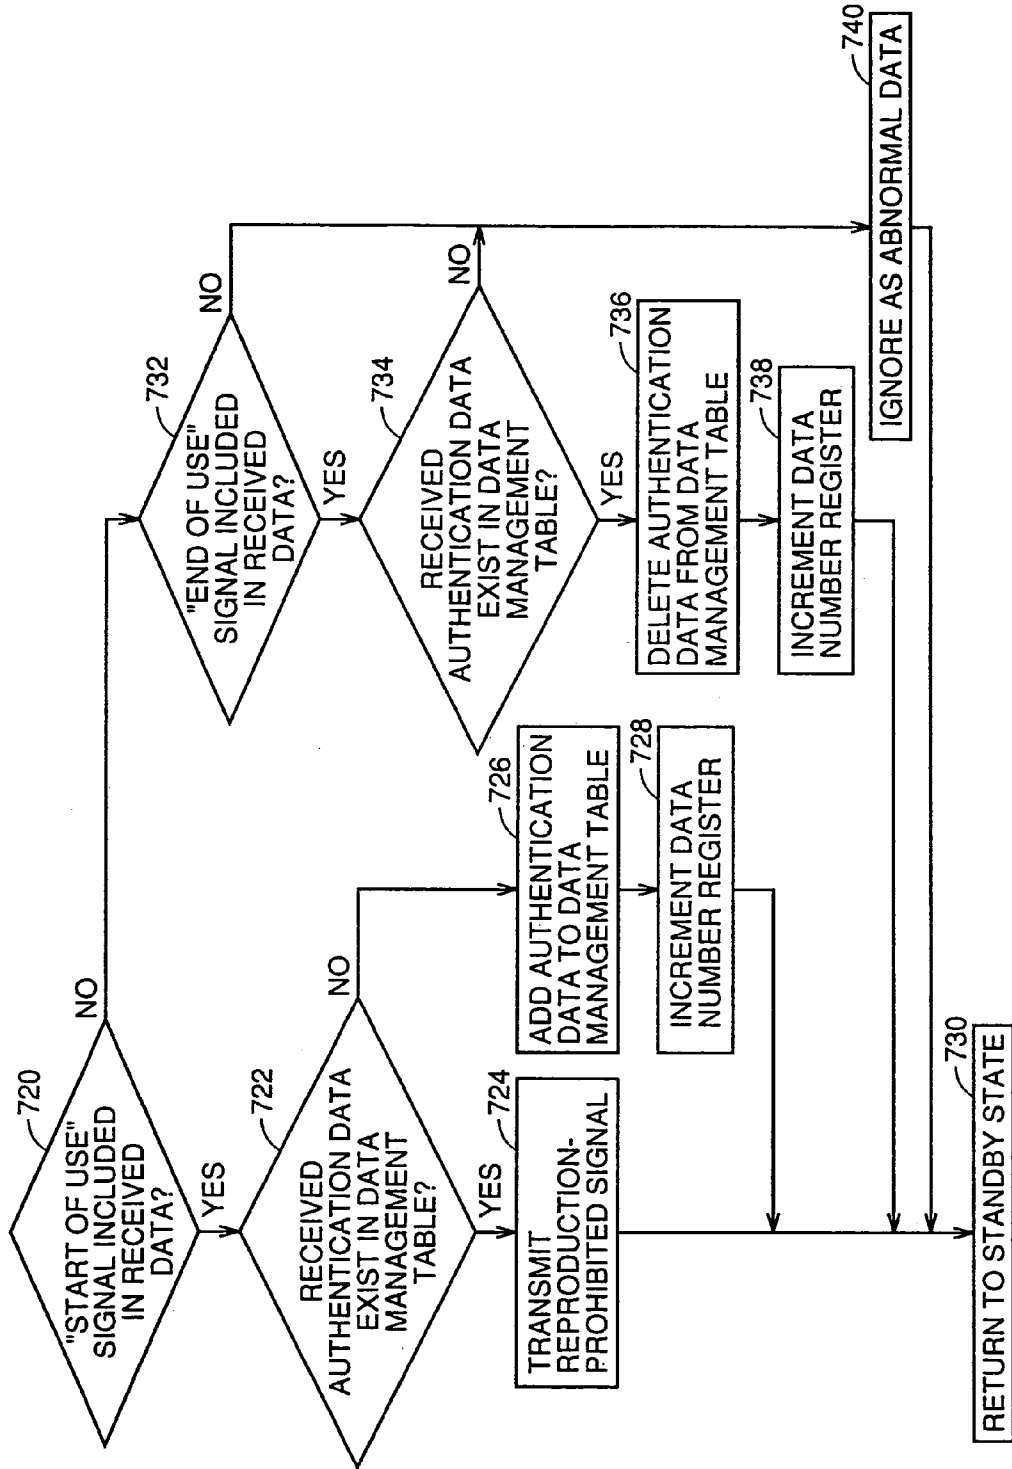 720
"START OF USE"
SIGNAL INCLUDED
IN RECEIVED
DATA?
NO
YES
722
RECEIVED
AUTHENTICATION DATA
EXIST IN DATA
MANAGEMENT
TABLE?
NO
YES
724
TRANSMIT
REPRODUCTION-
PROHIBITED SIGNAL
726
ADD AUTHENTICATION
DATA TO DATA
MANAGEMENT TABLE
728
INCREMENT DATA
NUMBER REGISTER
732
"END OF USE"
SIGNAL INCLUDED
IN RECEIVED
DATA?
NO
YES
734
RECEIVED
AUTHENTICATION DATA
EXIST IN DATA
MANAGEMENT
TABLE?
NO
YES
736
DELETE AUTHENTICATION
DATA FROM DATA
MANAGEMENT TABLE
738
INCREMENT DATA
NUMBER REGISTER
740
IGNORE AS ABNORMAL DATA
730
RETURN TO STANDBY STATE